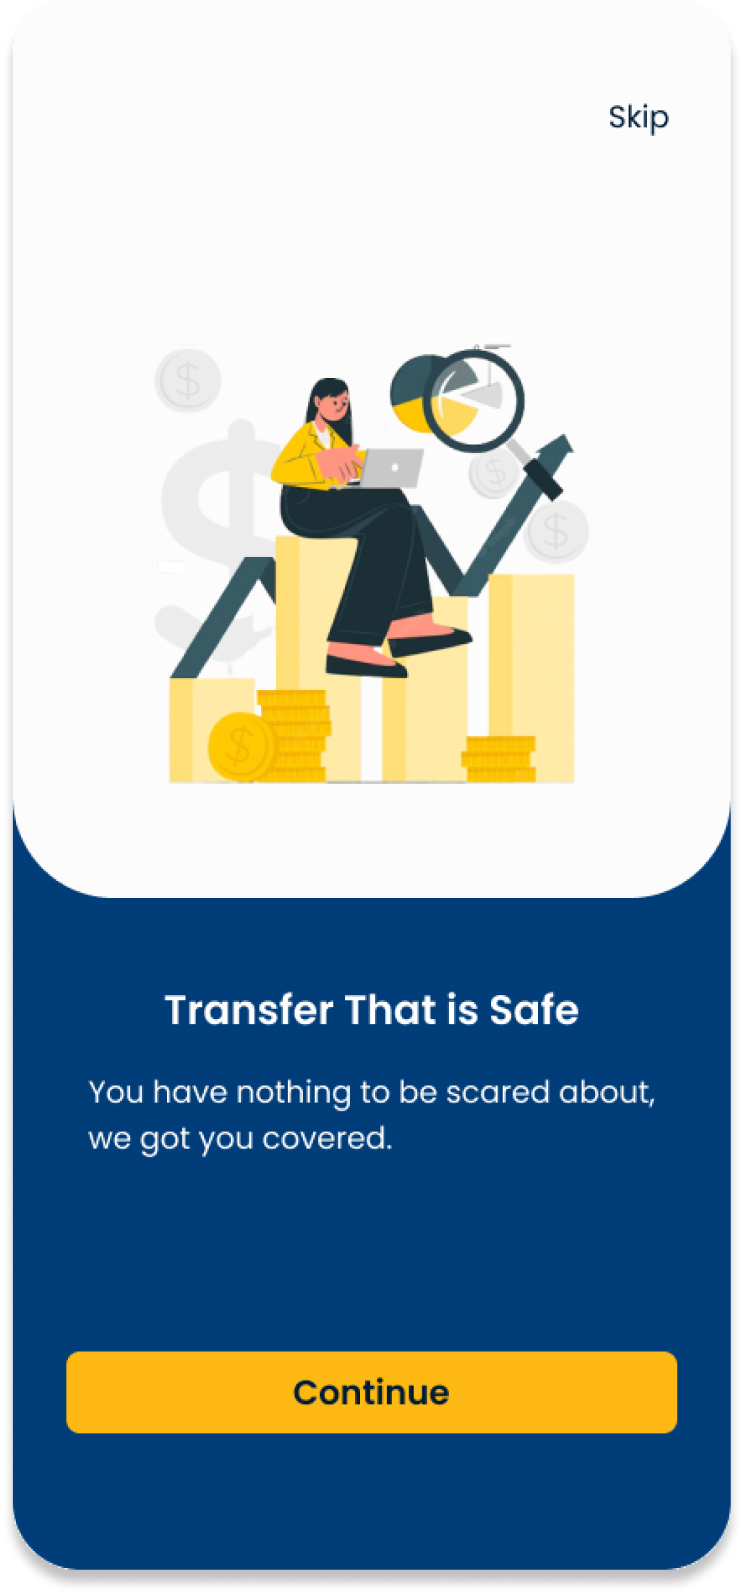 Skip
$
$
$
$
$
Transfer That is Safe
You have nothing to be scared about,
we got you covered.
Continue